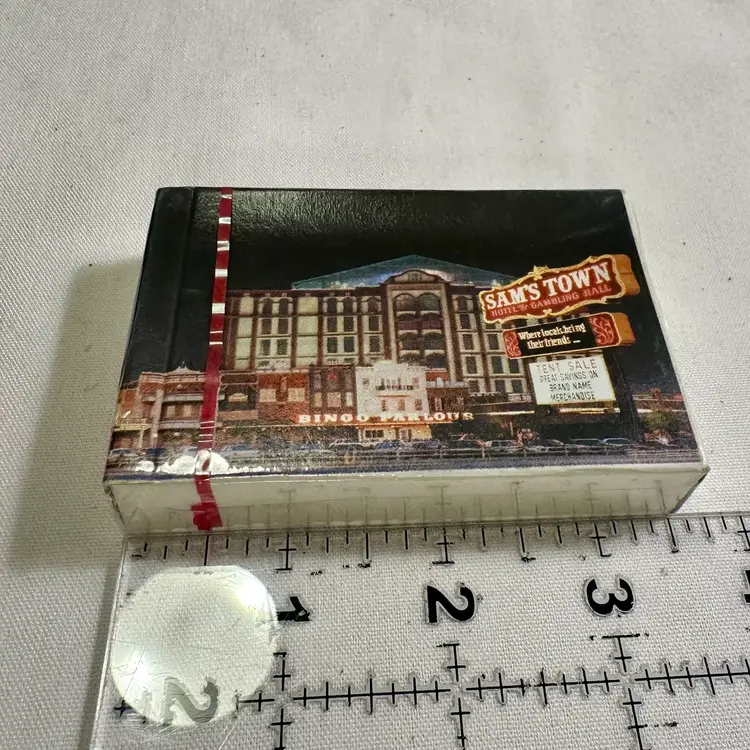 SAM'S TOWN
HOTEL & GAMBLING HALL
Where locals bring
their friends...
TENT SALE
GREAT SAVINGS ON
BRAND NAME
MERCHANDISE
BINGO PARLOUR
1 2 3
2